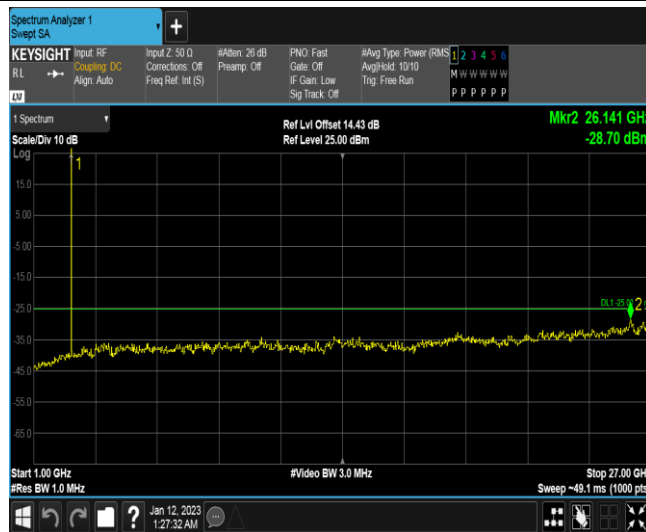 Spectrum Analyzer 1
Swept SA
KEYSIGHT
RL
LXI
Input: RF
Coupling: DC
Align: Auto
Input Z: 50 Ω
Corrections: Off
Freq Ref: Int (S)
#Atten: 26 dB
Preamp: Off
PNO: Fast
Gate: Off
IF Gain: Low
Sig Track: Off
#Avg Type: Power (RMS
Avg|Hold: 10/10
Trig: Free Run
1 2 3 4 5 6
M W W W W W
P P P P P P
1 Spectrum
Scale/Div 10 dB
Log
Ref Lvl Offset 14.43 dB
Ref Level 25.00 dBm
Mkr2 26.141 GHz
-28.70 dBm
1
15.0
5.00
-5.00
-15.0
-25.0
DL1 -25.00
2
-35.0
-45.0
-55.0
-65.0
Start 1.00 GHz
#Video BW 3.0 MHz
Stop 27.00 GHz
#Res BW 1.0 MHz
Sweep ~49.1 ms (1000 pts)
?
Jan 12, 2023
1:27:32 AM